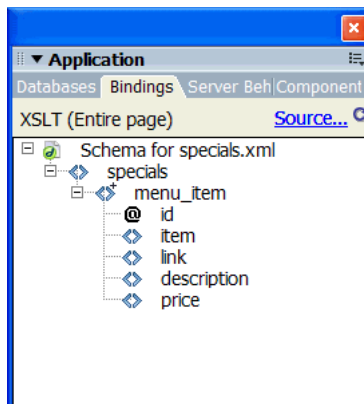 Application
Databases Bindings Server Beh Component
XSLT (Entire page) Source...
Schema for specials.xml
specials
menu_item
@ id
item
link
description
price